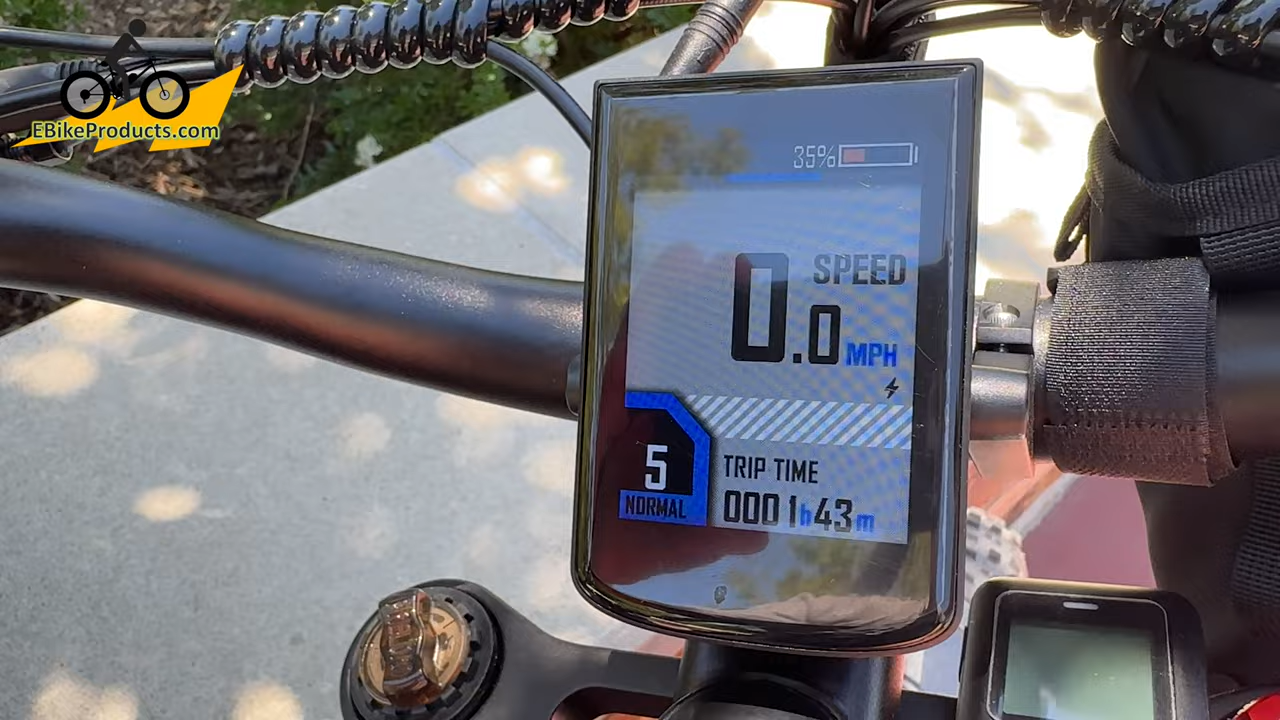 EBikeProducts.com
35%
SPEED
0.0 MPH
5
NORMAL
TRIP TIME
0001h43m